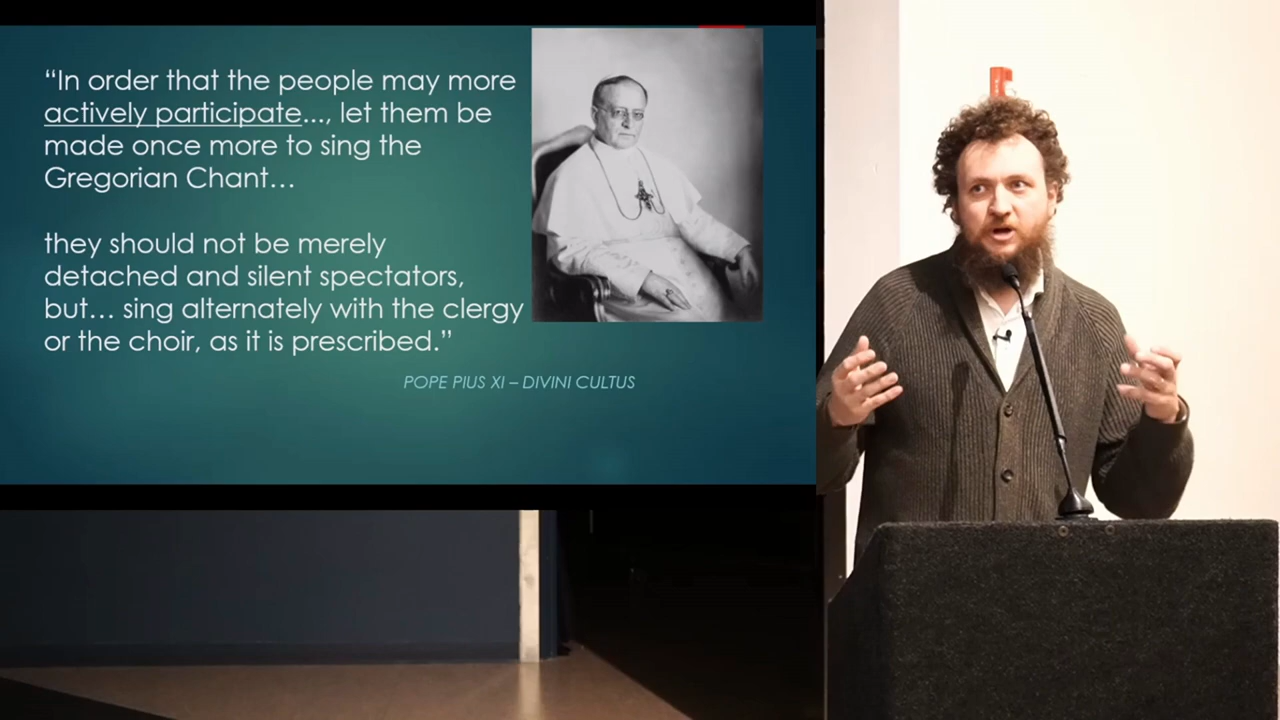 “In order that the people may more
actively participate..., let them be
made once more to sing the
Gregorian Chant…
they should not be merely
detached and silent spectators,
but… sing alternately with the clergy
or the choir, as it is prescribed.”
POPE PIUS XI – DIVINI CULTUS